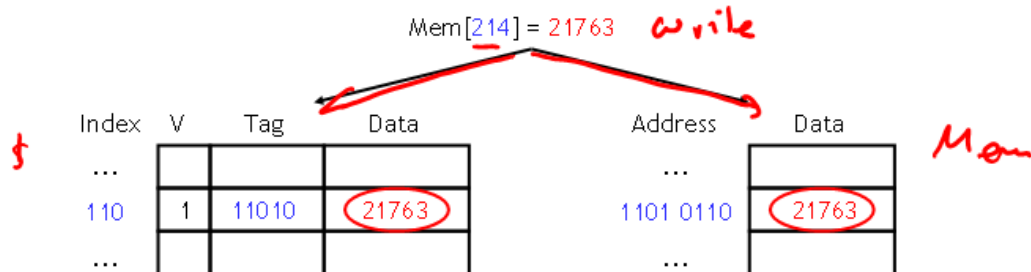 Mem[214] = 21763 write
Index V Tag Data Address Data
$ Mem
... ...
110 1 11010 21763 1101 0110 21763
... ...